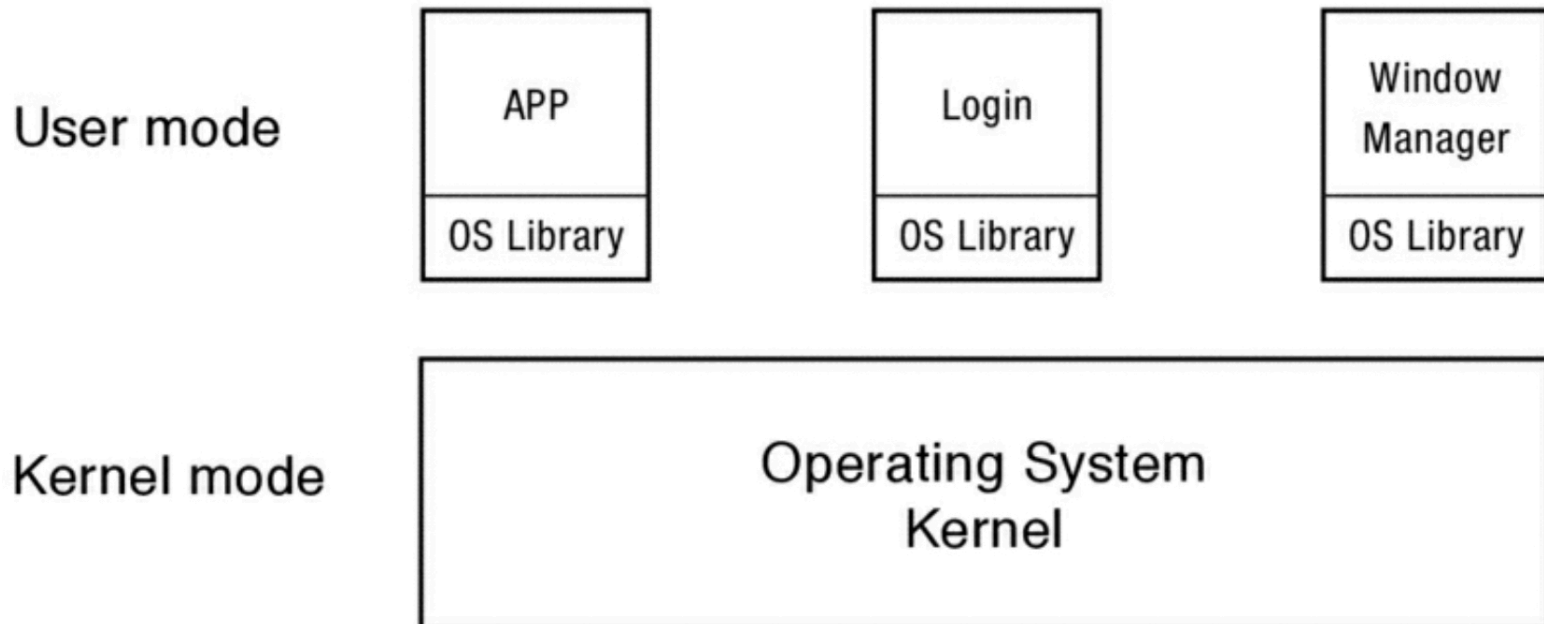 User mode
APP
OS Library
Login
OS Library
Window
Manager
OS Library
Kernel mode
Operating System
Kernel